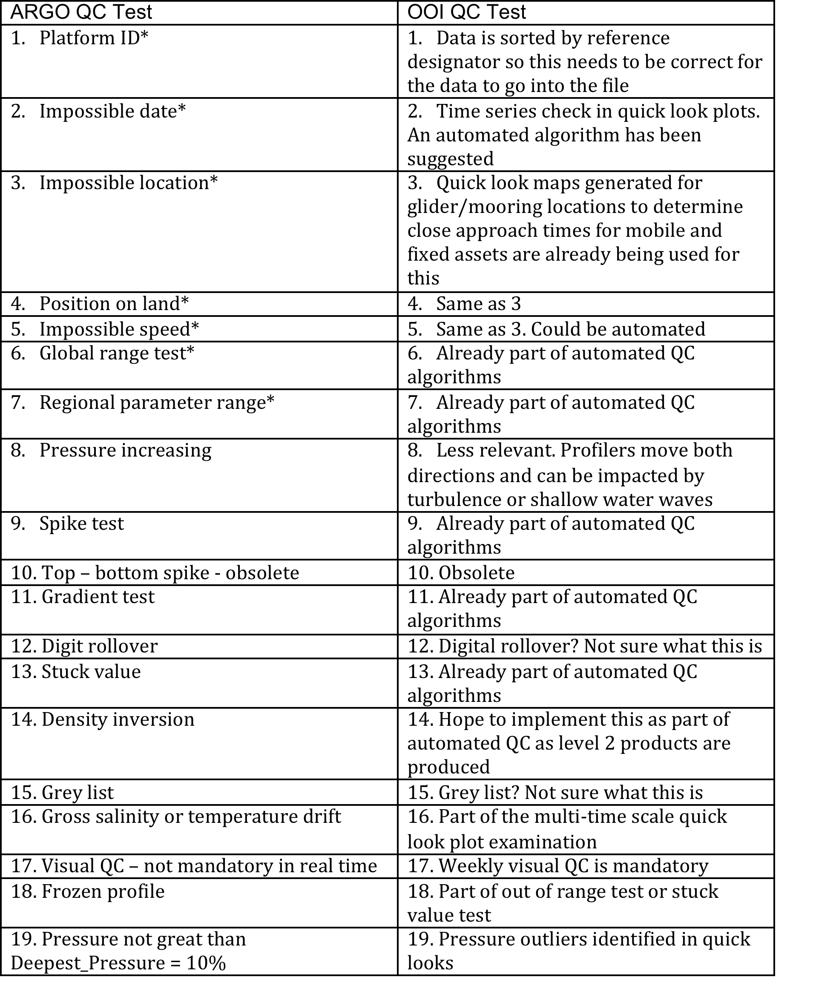 ARGO QC Test
OOI QC Test
1. Platform ID*
1. Data is sorted by reference
designator so this needs to be correct for
the data to go into the file
2. Impossible date*
2. Time series check in quick look plots.
An automated algorithm has been
suggested
3. Impossible location*
3. Quick look maps generated for
glider/mooring locations to determine
close approach times for mobile and
fixed assets are already being used for
this
4. Position on land*
4. Same as 3
5. Impossible speed*
5. Same as 3. Could be automated
6. Global range test*
6. Already part of automated QC
algorithms
7. Regional parameter range*
7. Already part of automated QC
algorithms
8. Pressure increasing
8. Less relevant. Profilers move both
directions and can be impacted by
turbulence or shallow water waves
9. Spike test
9. Already part of automated QC
algorithms
10. Top – bottom spike - obsolete
10. Obsolete
11. Gradient test
11. Already part of automated QC
algorithms
12. Digit rollover
12. Digital rollover? Not sure what this is
13. Stuck value
13. Already part of automated QC
algorithms
14. Density inversion
14. Hope to implement this as part of
automated QC as level 2 products are
produced
15. Grey list
15. Grey list? Not sure what this is
16. Gross salinity or temperature drift
16. Part of the multi-time scale quick
look plot examination
17. Visual QC – not mandatory in real time
17. Weekly visual QC is mandatory
18. Frozen profile
18. Part of out of range test or stuck
value test
19. Pressure not great than
Deepest_Pressure = 10%
19. Pressure outliers identified in quick
looks